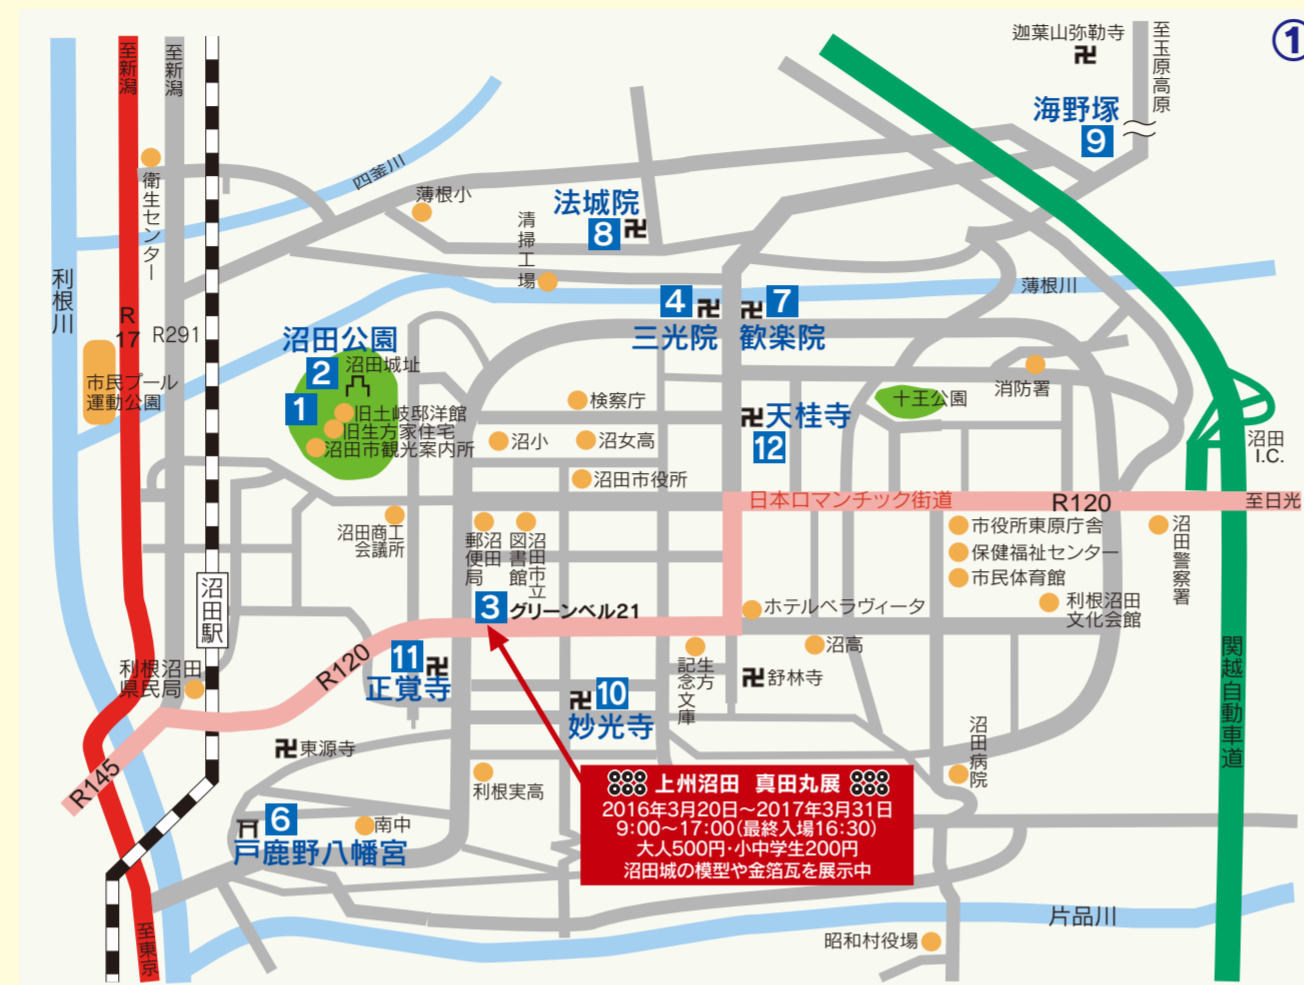 ①
迦葉山弥勒寺
卍
至玉原高原
至新潟
至新潟
海野塚
9
四釜川
衛生センター
薄根小
法城院
8
卍
清掃工場
利根川
R
17
R291
薄根川
4
卍
三光院
卍
7
歓楽院
沼田公園
2
沼田城址
1
旧土岐邸洋館
旧生方家住宅
沼田市観光案内所
市民プール
運動公園
消防署
十王公園
検察庁
沼小
沼女高
卍天桂寺
12
沼田市役所
沼田
I.C.
日本ロマンチック街道
R120
至日光
沼田商工
会議所
沼田
郵便局
沼田市立
図書館
市役所東原庁舎
保健福祉センター
市民体育館
沼田警察署
利根沼田
文化会館
沼田駅
3
グリーンベル21
ホテルベラヴィータ
沼高
関越自動車道
利根沼田
県民局
R120
11
卍
正覚寺
卍
10
妙光寺
生方
記念文庫
卍舒林寺
沼田病院
卍東源寺
R145
利根実高
6
戸鹿野八幡宮
南中
上州沼田 真田丸展
2016年3月20日～2017年3月31日
9:00～17:00(最終入場16:30)
大人500円・小中学生200円
沼田城の模型や金箔瓦を展示中
至東京
片品川
昭和村役場